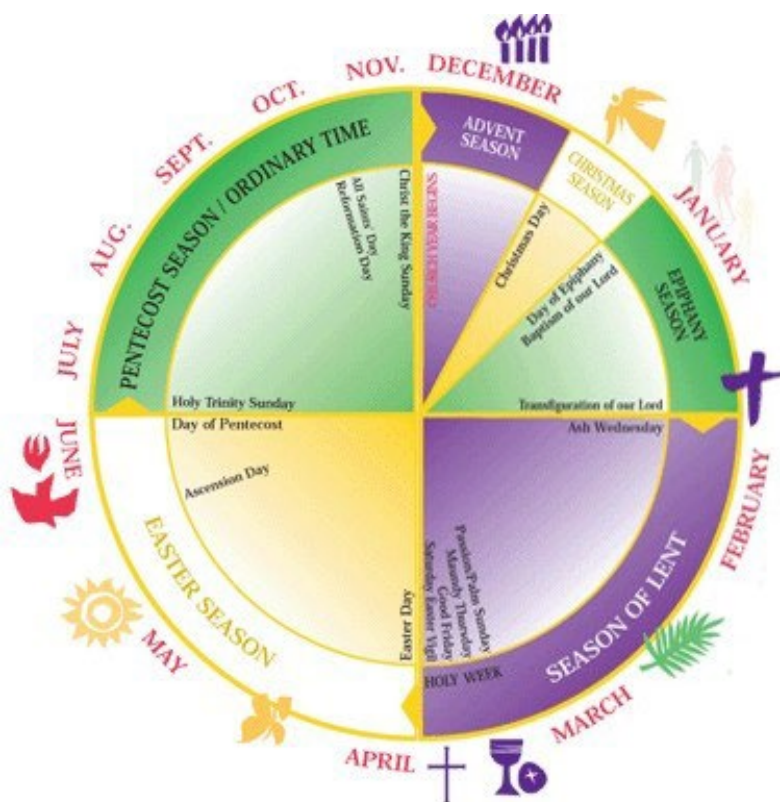 NOV.
DECEMBER
JANUARY
FEBRUARY
MARCH
APRIL
MAY
JUNE
JULY
AUG.
SEPT.
OCT.
ADVENT
SEASON
CHRISTMAS
SEASON
EPIPHANY
SEASON
SEASON OF LENT
HOLY WEEK
EASTER SEASON
PENTECOST SEASON / ORDINARY TIME
CHURCH YEAR BEGINS
Christmas Day
Day of Epiphany
Baptism of our Lord
Transfiguration of our Lord
Ash Wednesday
Passion/Palm Sunday
Maundy Thursday
Good Friday
Saturday Easter Vigil
Easter Day
Ascension Day
Day of Pentecost
Holy Trinity Sunday
Reformation Day
All Saints' Day
Christ the King Sunday